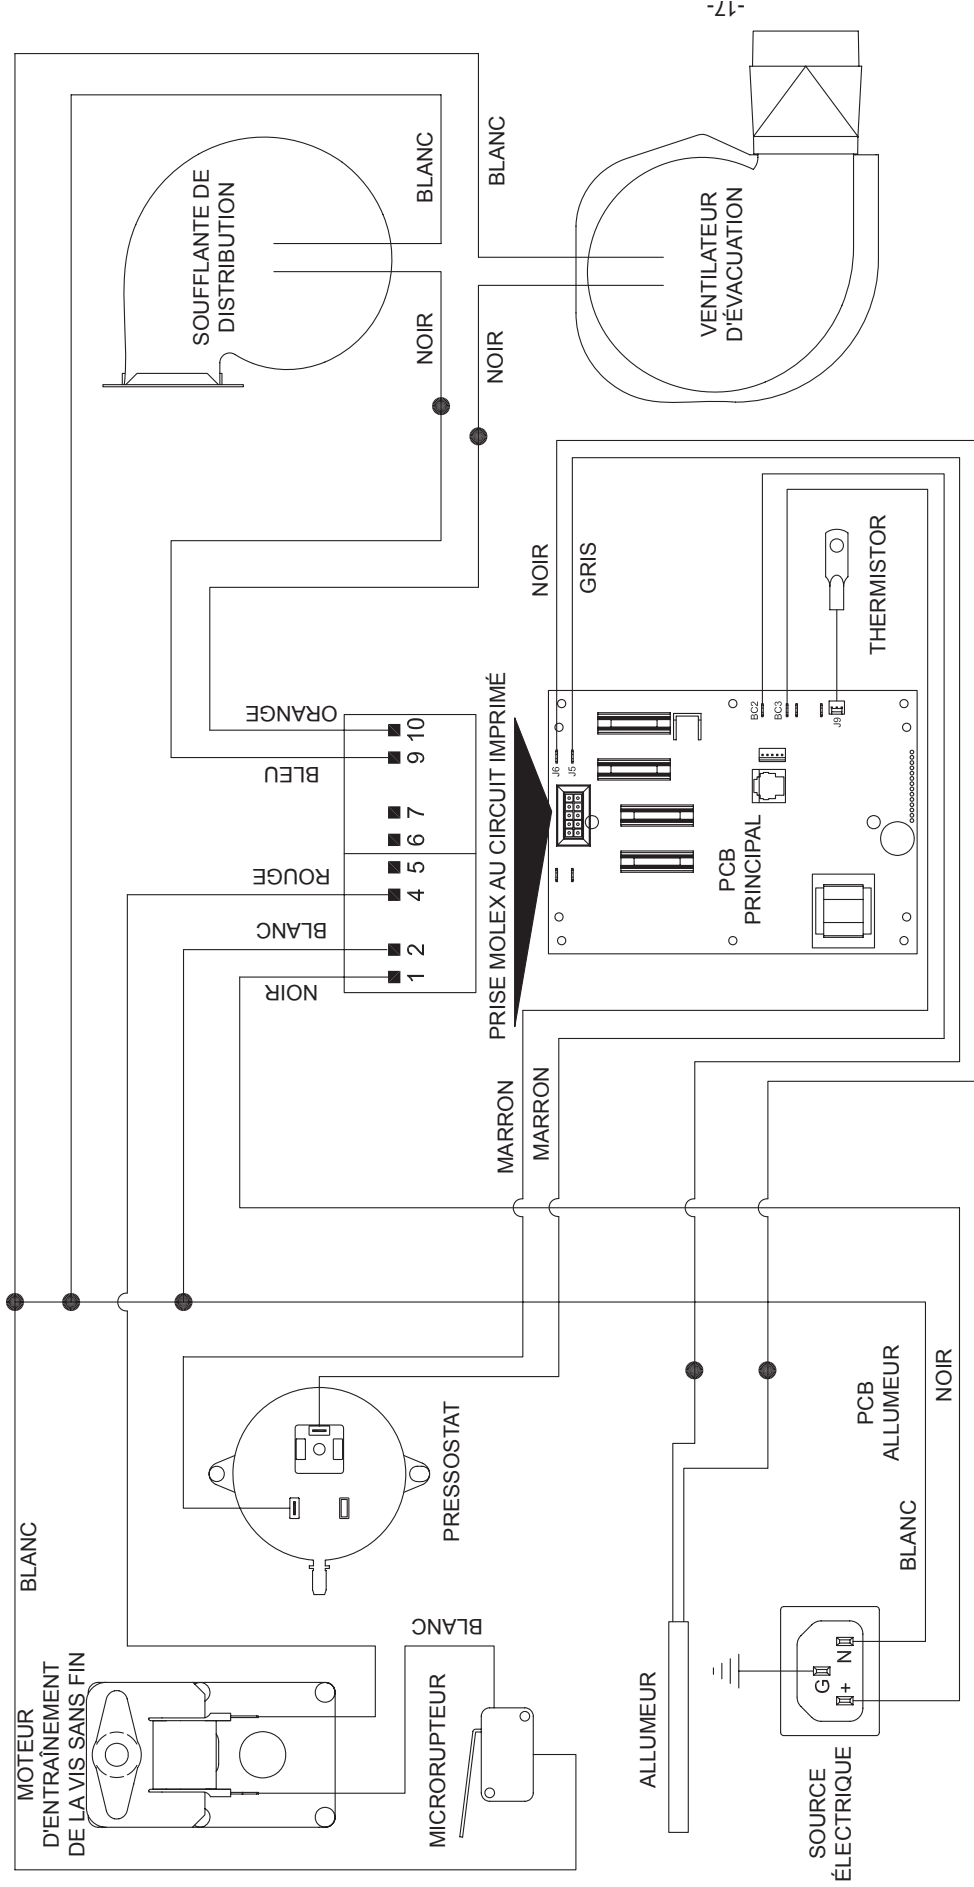 -17-
SOUFFLANTE DE
DISTRIBUTION
BLANC
BLANC
NOIR
NOIR
VENTILATEUR
D'ÉVACUATION
NOIR
GRIS
THERMISTOR
ORANGE
BLEU
ROUGE
BLANC
NOIR
1 2 4 5 6 7 9 10
PRISE MOLEX AU CIRCUIT IMPRIMÉ
J6
J5
BC2
BC3
J9
PCB
PRINCIPAL
MARRON
MARRON
BLANC
PRESSOSTAT
PCB
ALLUMEUR
NOIR
BLANC
MOTEUR
D'ENTRAÎNEMENT
DE LA VIS SANS FIN
BLANC
MICRORUPTEUR
ALLUMEUR
G
N
+
SOURCE
ÉLECTRIQUE